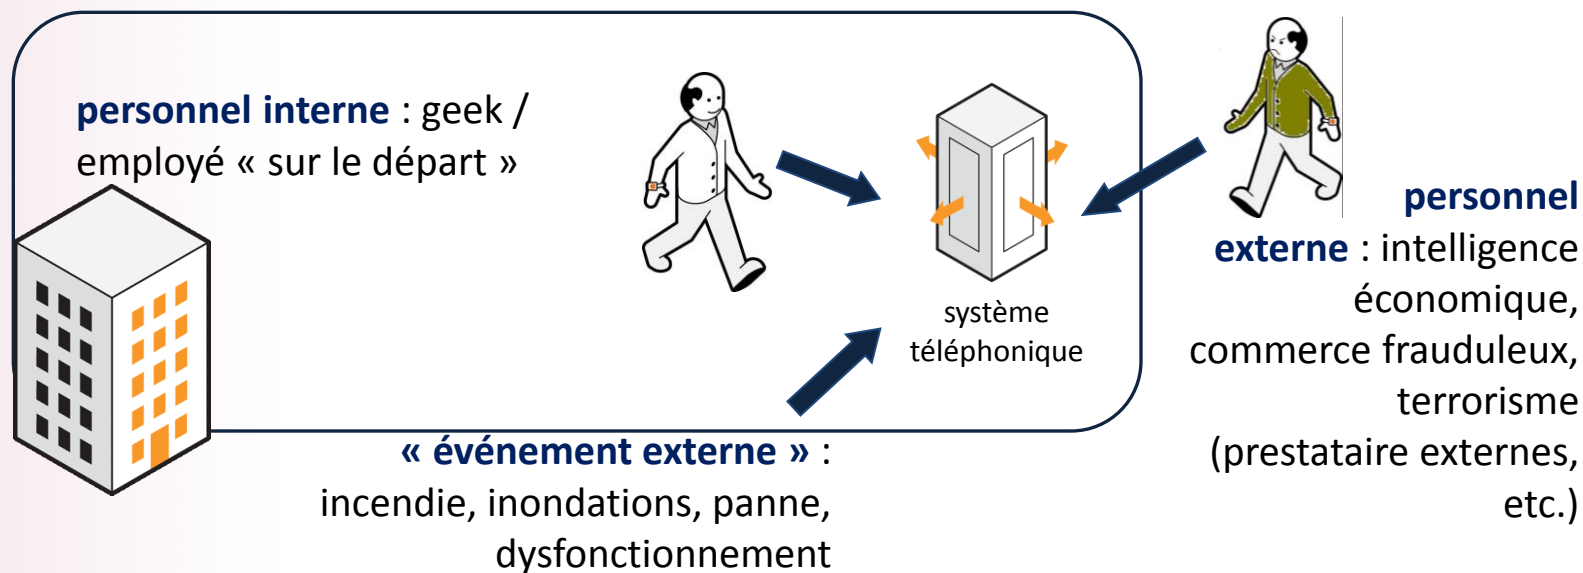 personnel interne : geek /
employé « sur le départ »
système
téléphonique
personnel
externe : intelligence
économique,
commerce frauduleux,
terrorisme
(prestataire externes,
etc.)
« événement externe » :
incendie, inondations, panne,
dysfonctionnement